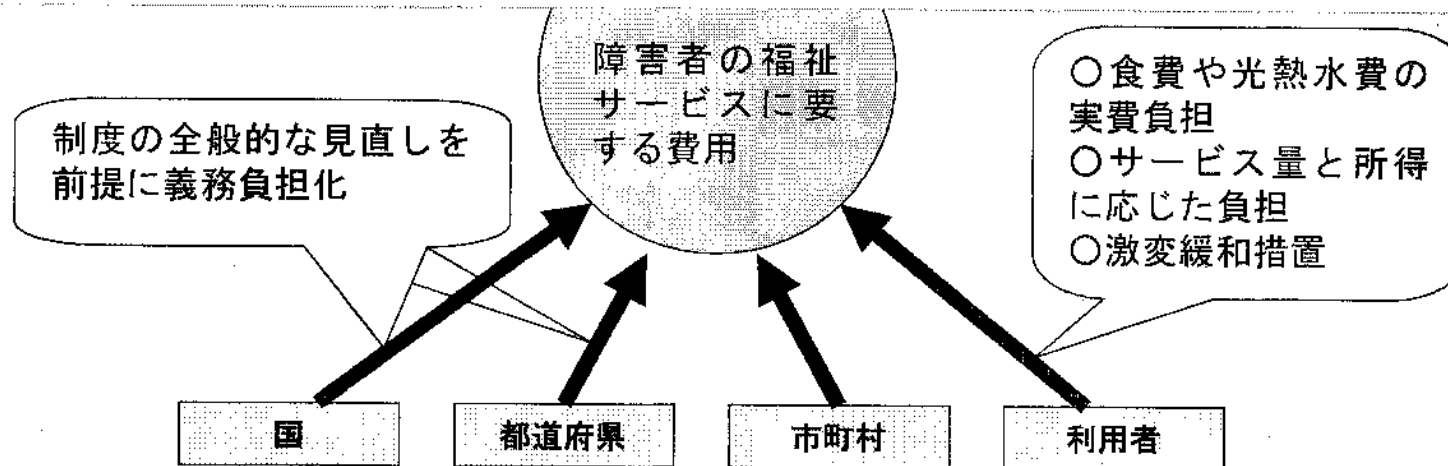 障害者の福祉
サービスに要
する費用
制度の全般的な見直しを
前提に義務負担化
○食費や光熱水費の
実費負担
○サービス量と所得
に応じた負担
○激変緩和措置
国
都道府県
市町村
利用者